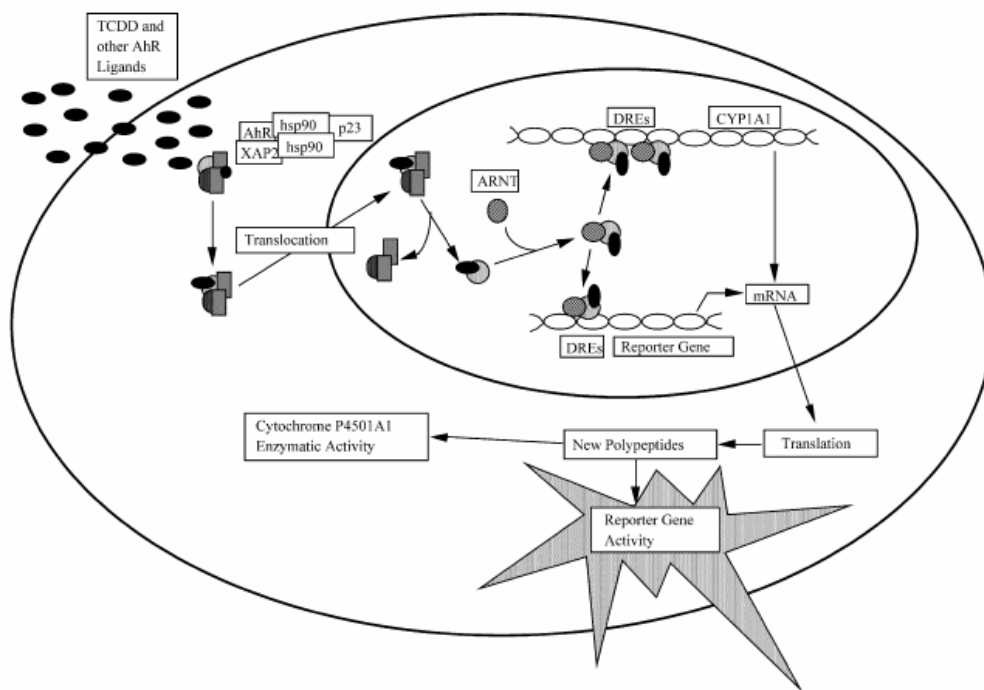 TCDD and
other AhR
Ligands
AhR
hsp90
p23
XAP2
hsp90
DREs
CYP1A1
ARNT
Translocation
mRNA
DREs
Reporter Gene
Cytochrome P4501A1
Enzymatic Activity
New Polypeptides
Translation
Reporter Gene
Activity